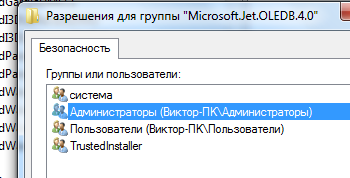 Разрешения для группы "Microsoft.Jet.OLEDB.4.0"
Безопасность
Группы или пользователи:
система
Администраторы (Виктор-ПК\Администраторы)
Пользователи (Виктор-ПК\Пользователи)
TrustedInstaller